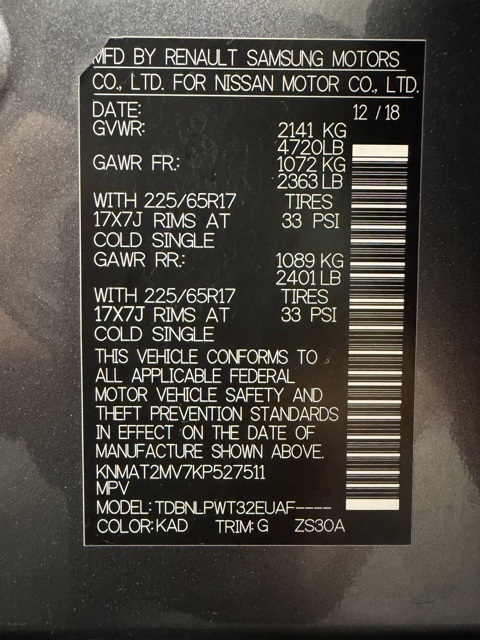 MFD BY RENAULT SAMSUNG MOTORS
CO., LTD. FOR NISSAN MOTOR CO., LTD.
DATE: 12 / 18
GVWR: 2141 KG
4720LB
GAWR FR.: 1072 KG
2363 LB
WITH 225/65R17 TIRES
17X7J RIMS AT 33 PSI
COLD SINGLE
GAWR RR.: 1089 KG
2401 LB
WITH 225/65R17 TIRES
17X7J RIMS AT 33 PSI
COLD SINGLE
THIS VEHICLE CONFORMS TO
ALL APPLICABLE FEDERAL
MOTOR VEHICLE SAFETY AND
THEFT PREVENTION STANDARDS
IN EFFECT ON THE DATE OF
MANUFACTURE SHOWN ABOVE.
KNMAT2MV7KP527511
MPV
MODEL: TDBNLPWT32EUAF----
COLOR: KAD TRIM: G ZS30A